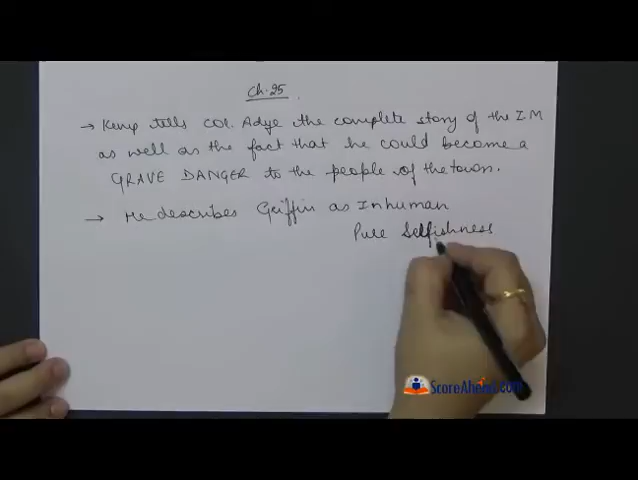 Ch. 25
→ Kemp tells Col. Adye the complete story of the I.M
as well as the fact that he could become a
GRAVE DANGER to the people of the town.
→ He describes Griffin as Inhuman
Pure Selfishness
ScoreAhead.com